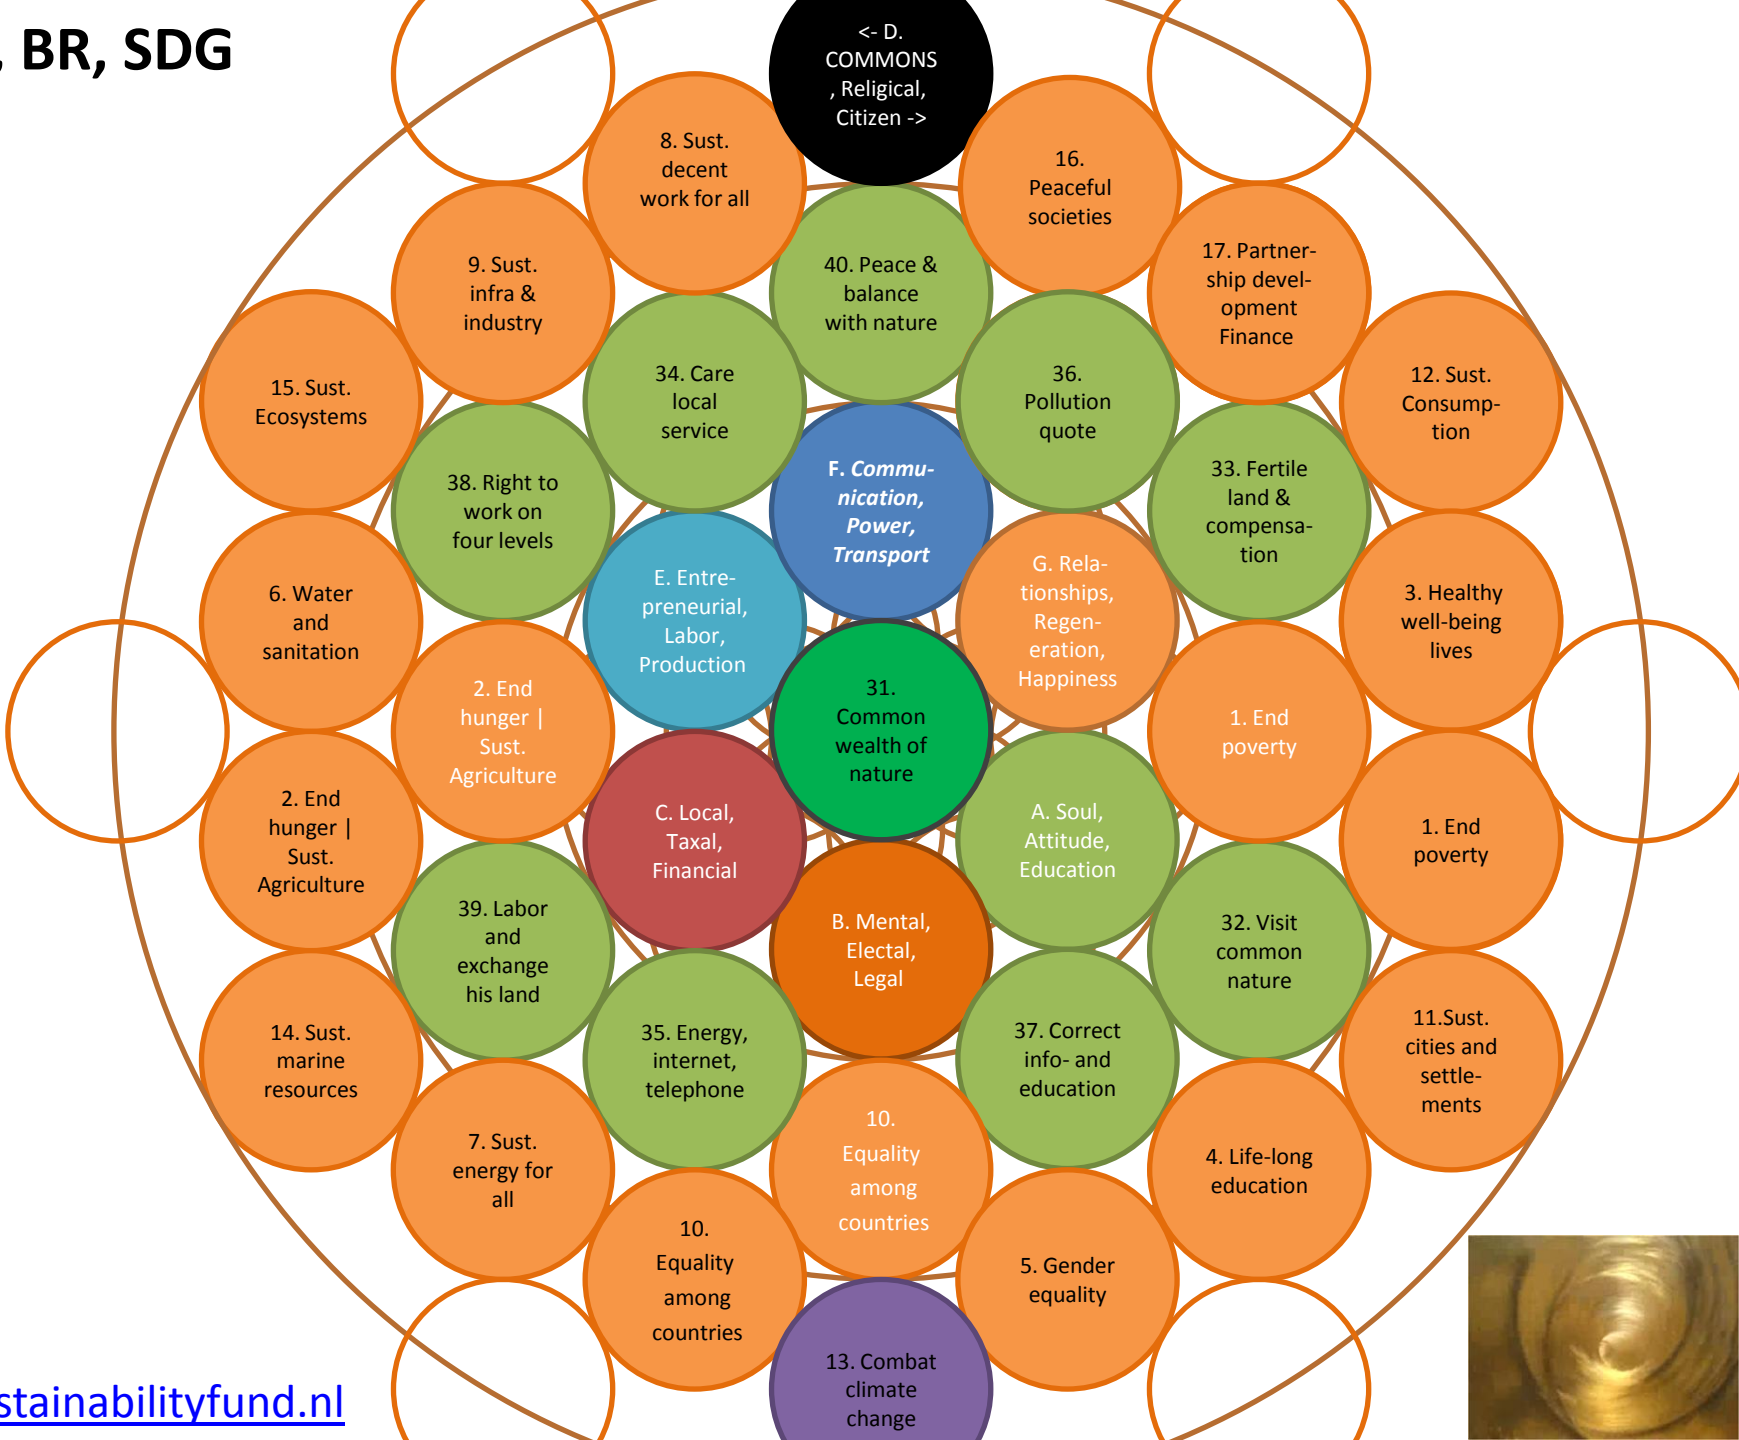 , BR, SDG
<- D.
COMMONS
, Religical,
Citizen ->
8. Sust.
decent
work for all
16.
Peaceful
societies
9. Sust.
infra &
industry
40. Peace &
balance
with nature
17. Partner-
ship devel-
opment
Finance
15. Sust.
Ecosystems
34. Care
local
service
36.
Pollution
quote
12. Sust.
Consump-
tion
38. Right to
work on
four levels
F. Commu-
nication,
Power,
Transport
33. Fertile
land &
compensa-
tion
6. Water
and
sanitation
E. Entre-
preneurial,
Labor,
Production
G. Rela-
tionships,
Regen-
eration,
Happiness
3. Healthy
well-being
lives
2. End
hunger |
Sust.
Agriculture
31.
Common
wealth of
nature
1. End
poverty
2. End
hunger |
Sust.
Agriculture
C. Local,
Taxal,
Financial
A. Soul,
Attitude,
Education
1. End
poverty
39. Labor
and
exchange
his land
B. Mental,
Electal,
Legal
32. Visit
common
nature
14. Sust.
marine
resources
35. Energy,
internet,
telephone
37. Correct
info- and
education
11.Sust.
cities and
settle-
ments
7. Sust.
energy for
all
10.
Equality
among
countries
4. Life-long
education
10.
Equality
among
countries
5. Gender
equality
13. Combat
climate
change
stainabilityfund.nl